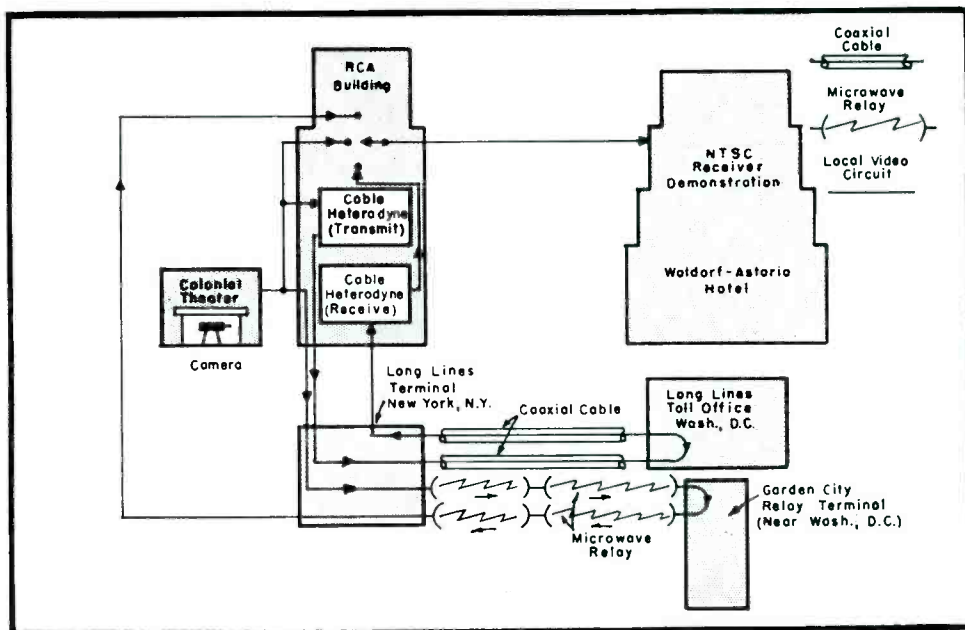 RCA
Building
Coaxial
Cable
Microwave
Relay
Local Video
Circuit
NTSC
Receiver
Demonstration
Waldorf-Astoria
Hotel
Cable
Heterodyne
(Transmit)
Cable
Heterodyne
(Receive)
Colonial
Theater
Camera
Long Lines
Terminal
New York, N.Y.
Coaxial Cable
Long Lines
Toll Office
Wash., D.C.
Garden City
Relay Terminal
(Near Wash., D.C.)
Microwave
Relay